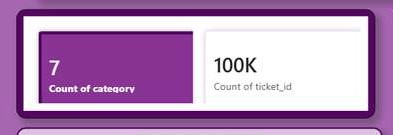 7
Count of category
100K
Count of ticket_id